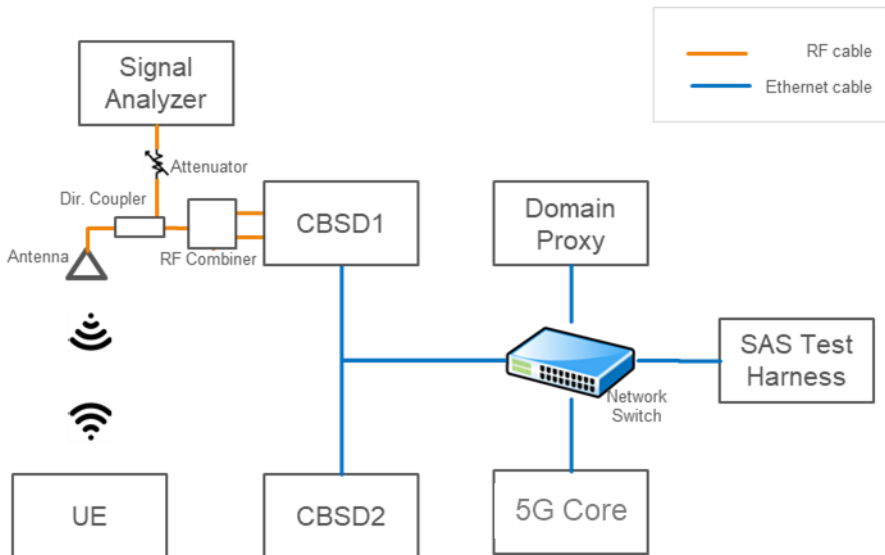 Signal
Analyzer
RF cable
Ethernet cable
Attenuator
Dir. Coupler
CBSD1
Domain
Proxy
Antenna
RF Combiner
SAS Test
Harness
Network
Switch
UE
CBSD2
5G Core